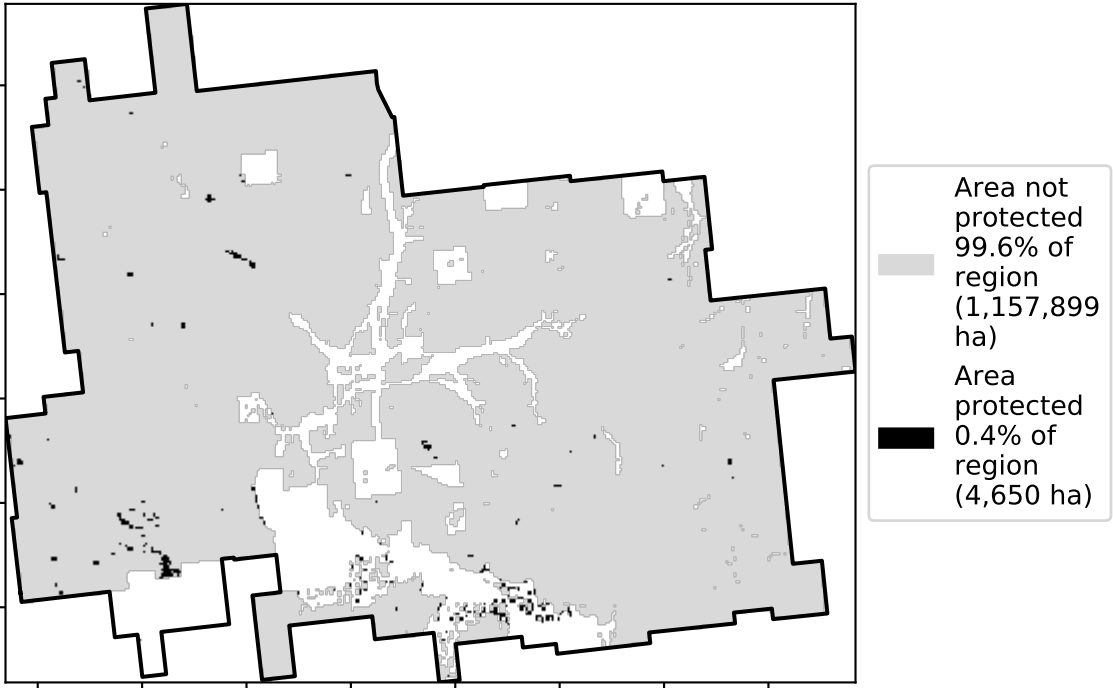 Area not
protected
99.6% of
region
(1,157,899
ha)
Area
protected
0.4% of
region
(4,650 ha)